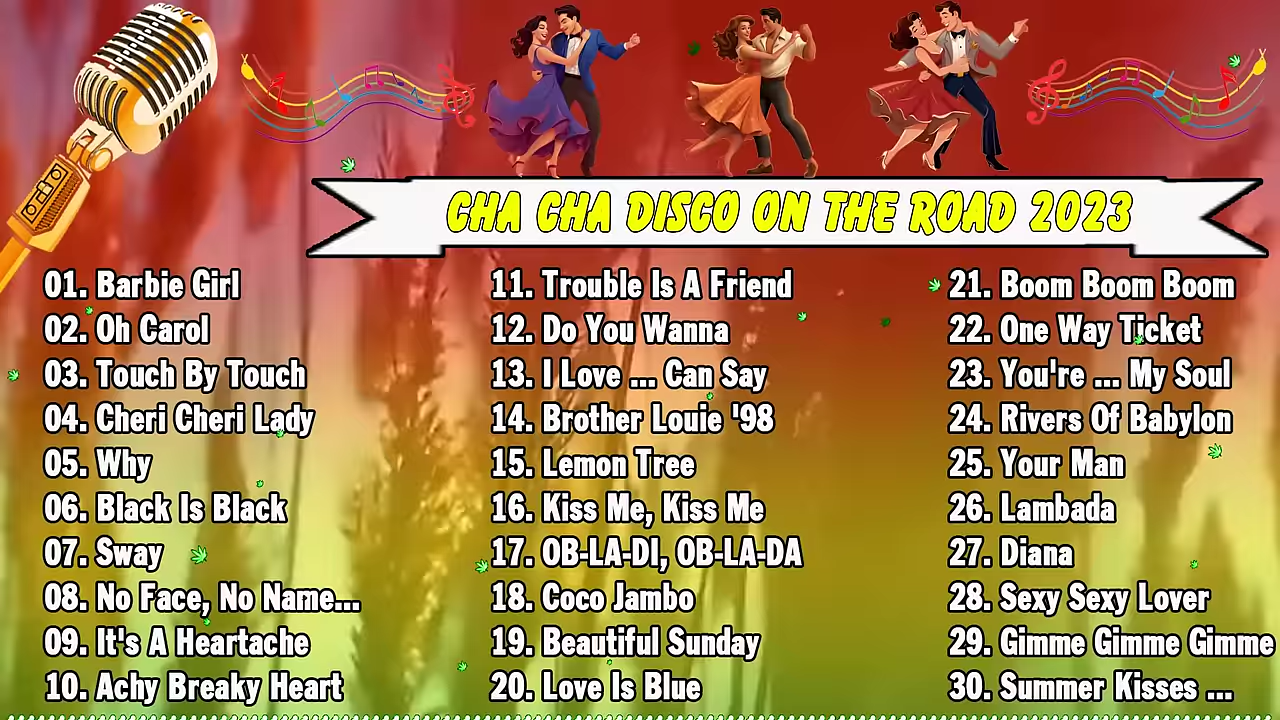 CHA CHA DISCO ON THE ROAD 2023
01. Barbie Girl
02. Oh Carol
03. Touch By Touch
04. Cheri Cheri Lady
05. Why
06. Black Is Black
07. Sway
08. No Face, No Name...
09. It's A Heartache
10. Achy Breaky Heart
11. Trouble Is A Friend
12. Do You Wanna
13. I Love ... Can Say
14. Brother Louie '98
15. Lemon Tree
16. Kiss Me, Kiss Me
17. OB-LA-DI, OB-LA-DA
18. Coco Jambo
19. Beautiful Sunday
20. Love Is Blue
21. Boom Boom Boom
22. One Way Ticket
23. You're ... My Soul
24. Rivers Of Babylon
25. Your Man
26. Lambada
27. Diana
28. Sexy Sexy Lover
29. Gimme Gimme Gimme
30. Summer Kisses ...